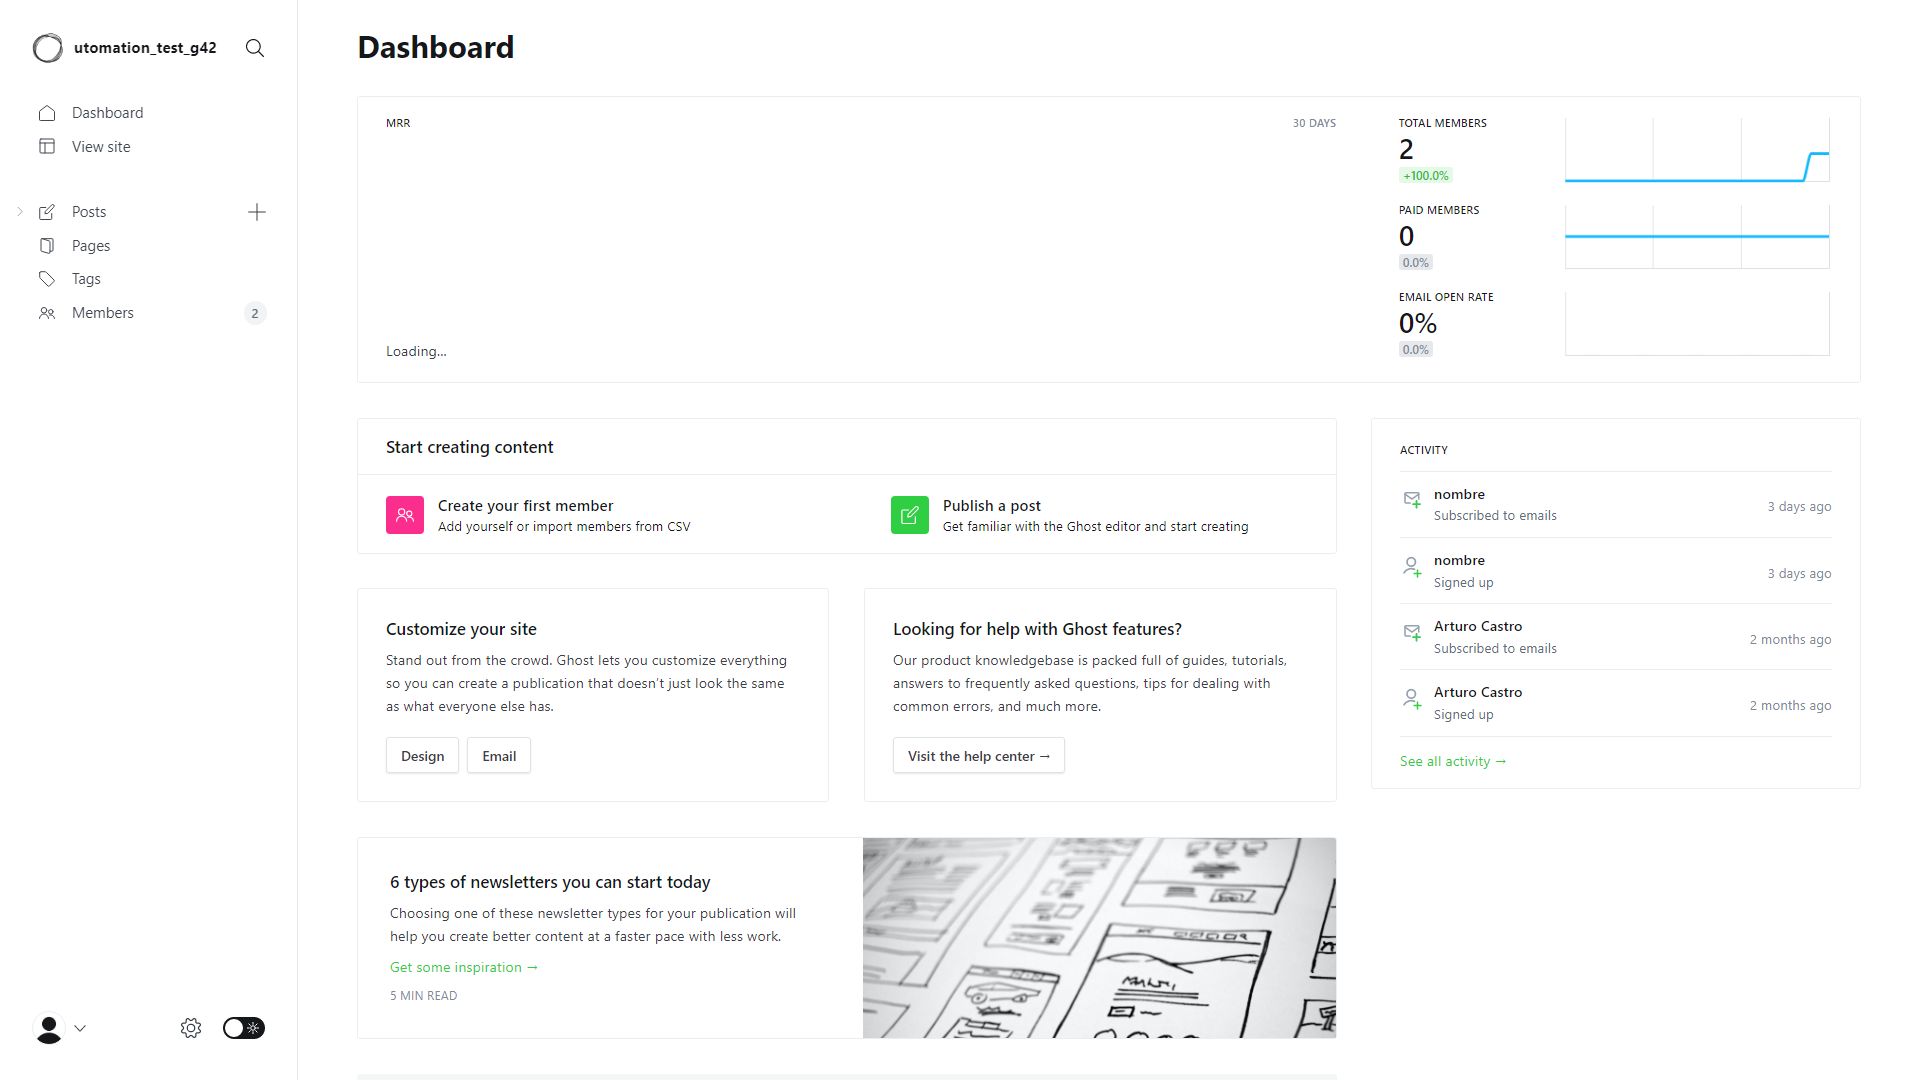 utomation_test_g42
Dashboard
View site
Posts
Pages
Tags
Members
2
Dashboard
MRR
30 DAYS
Loading...
TOTAL MEMBERS
2
+100.0%
PAID MEMBERS
0
0.0%
EMAIL OPEN RATE
0%
0.0%
Start creating content
Create your first member
Add yourself or import members from CSV
Publish a post
Get familiar with the Ghost editor and start creating
Customize your site
Stand out from the crowd. Ghost lets you customize everything
so you can create a publication that doesn't just look the same
as what everyone else has.
Design
Email
Looking for help with Ghost features?
Our product knowledgebase is packed full of guides, tutorials,
answers to frequently asked questions, tips for dealing with
common errors, and much more.
Visit the help center →
6 types of newsletters you can start today
Choosing one of these newsletter types for your publication will
help you create better content at a faster pace with less work.
Get some inspiration →
5 MIN READ
ACTIVITY
nombre
Subscribed to emails
3 days ago
nombre
Signed up
3 days ago
Arturo Castro
Subscribed to emails
2 months ago
Arturo Castro
Signed up
2 months ago
See all activity →